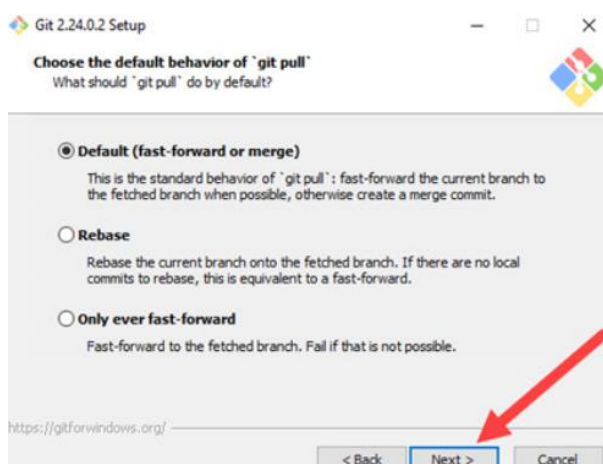 Git 2.24.0.2 Setup
Choose the default behavior of `git pull`
What should `git pull` do by default?
Default (fast-forward or merge)
This is the standard behavior of `git pull`: fast-forward the current branch to
the fetched branch when possible, otherwise create a merge commit.
Rebase
Rebase the current branch onto the fetched branch. If there are no local
commits to rebase, this is equivalent to a fast-forward.
Only ever fast-forward
Fast-forward to the fetched branch. Fail if that is not possible.
https://gitforwindows.org/
< Back Next > Cancel